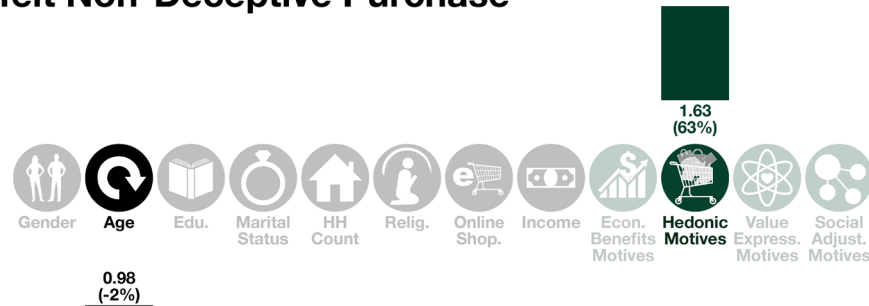 Non-Deceptive Purchase
1.63
(63%)
Gender
Age
Edu.
Marital
Status
HH
Count
Relig.
e
Online
Shop.
Income
$
Econ.
Benefits
Motives
Hedonic
Motives
Value
Express.
Motives
Social
Adjust.
Motives
0.98
(-2%)